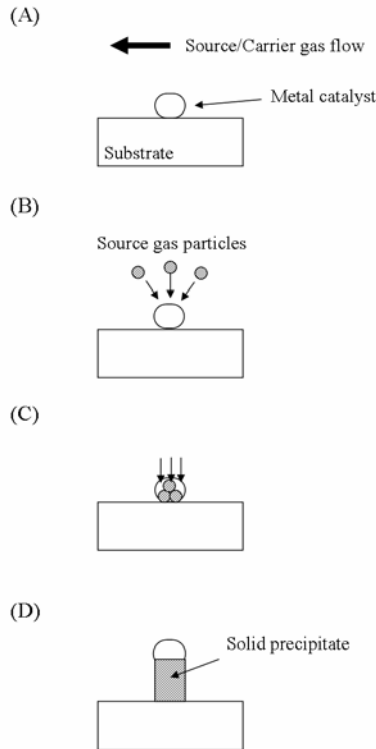 (A)
Source/Carrier gas flow
Metal catalyst
Substrate
(B)
Source gas particles
(C)
(D)
Solid precipitate